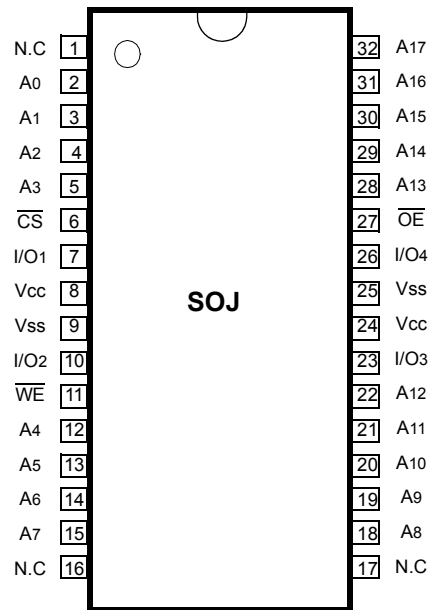 N.C 1 32 A17
A0 2 31 A16
A1 3 30 A15
A2 4 29 A14
A3 5 28 A13
C̅S̅ 6 27 O̅E̅
I/O1 7 26 I/O4
Vcc 8 25 Vss
SOJ
Vss 9 24 Vcc
I/O2 10 23 I/O3
W̅E̅ 11 22 A12
A4 12 21 A11
A5 13 20 A10
A6 14 19 A9
A7 15 18 A8
N.C 16 17 N.C